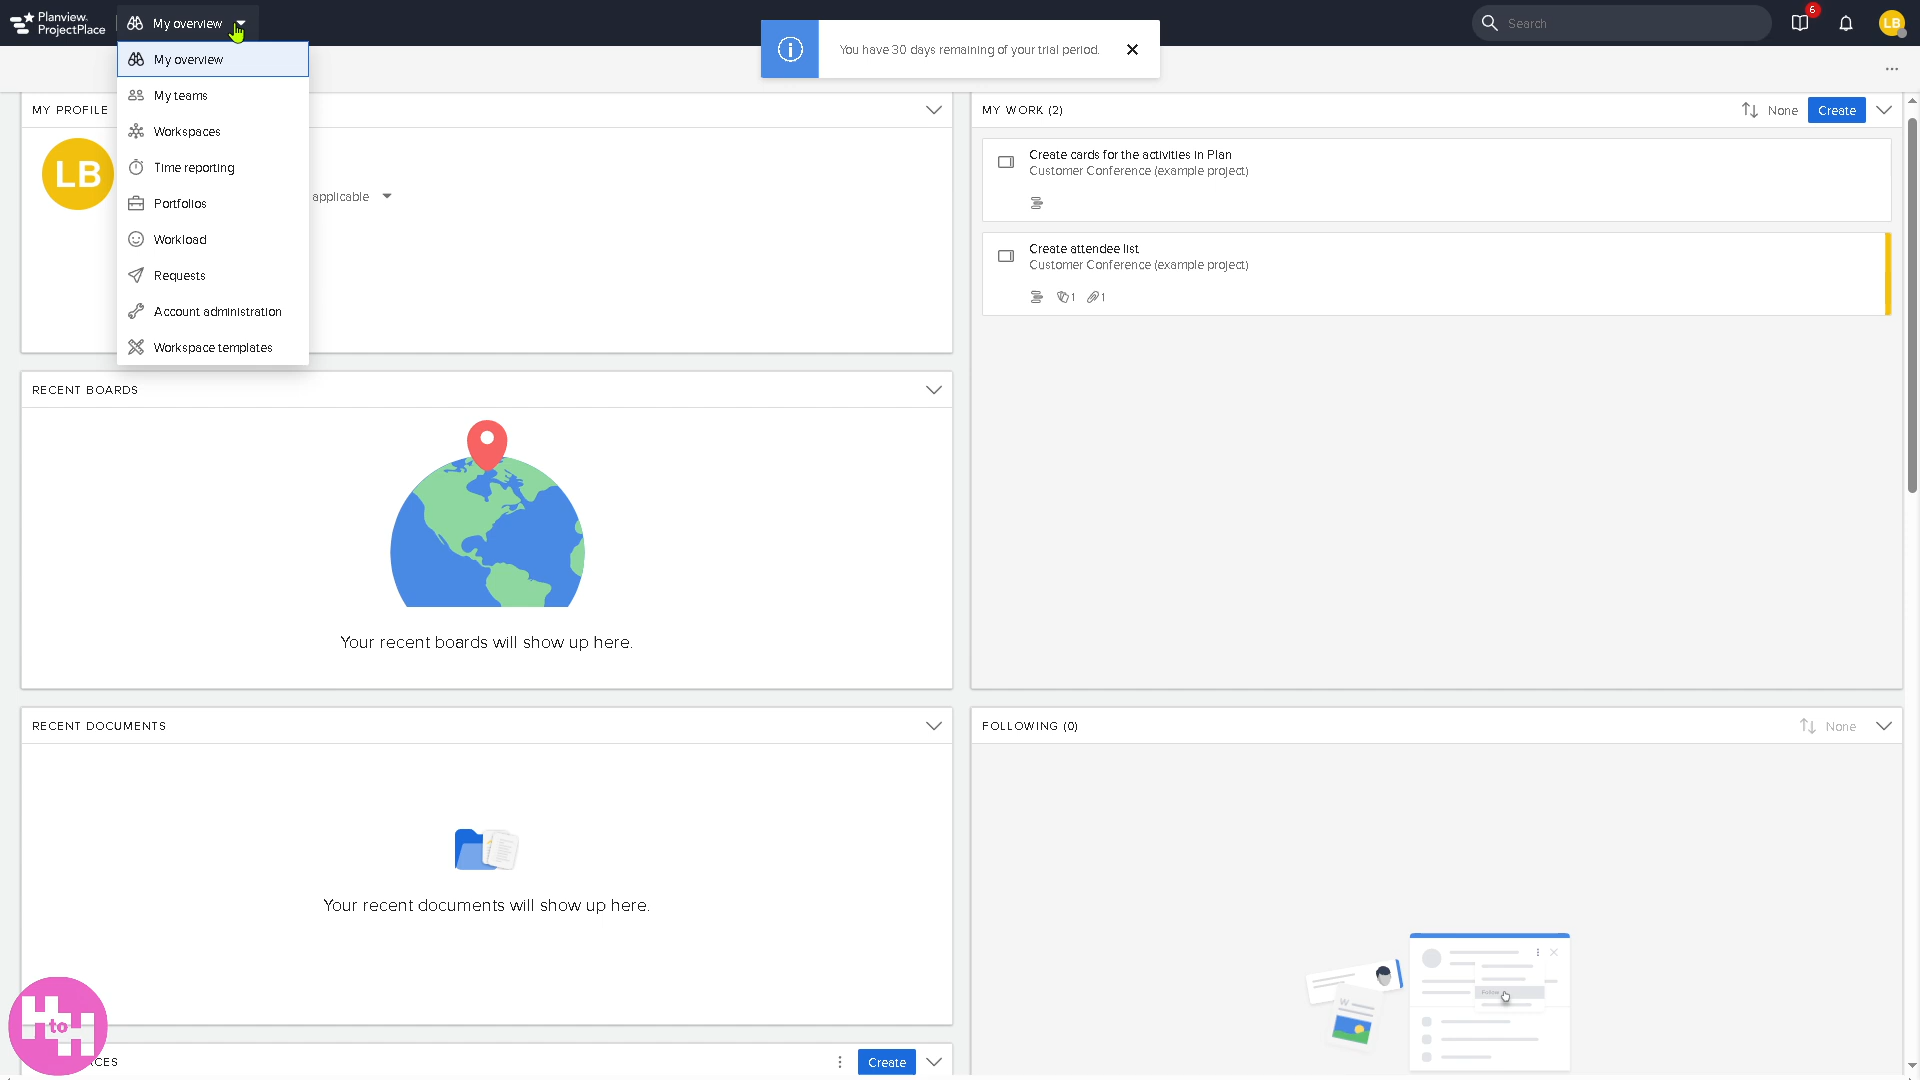 Planview.
ProjectPlace
My overview
Search
6
LB
You have 30 days remaining of your trial period.
My overview
My teams
Workspaces
Time reporting
Portfolios
Workload
Requests
Account administration
Workspace templates
MY PROFILE
LB
applicable
MY WORK (2)
None
Create
Create cards for the activities in Plan
Customer Conference (example project)
Create attendee list
Customer Conference (example project)
1
1
RECENT BOARDS
Your recent boards will show up here.
RECENT DOCUMENTS
Your recent documents will show up here.
FOLLOWING (0)
None
W
Follow
H to H
CES
Create